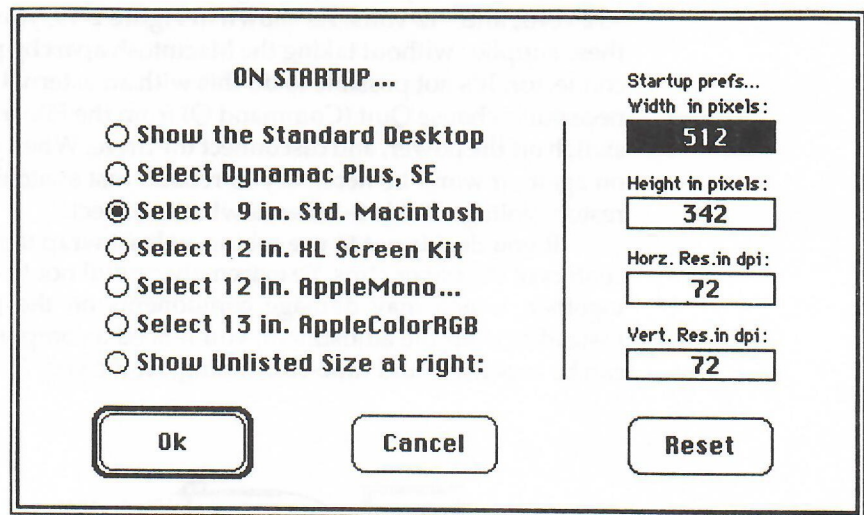 ON STARTUP...
Show the Standard Desktop
Select Dynamac Plus, SE
Select 9 in. Std. Macintosh
Select 12 in. XL Screen Kit
Select 12 in. AppleMono...
Select 13 in. AppleColorRGB
Show Unlisted Size at right:
Startup prefs...
Width in pixels:
512
Height in pixels:
342
Horz. Res.in dpi:
72
Vert. Res.in dpi:
72
Ok
Cancel
Reset